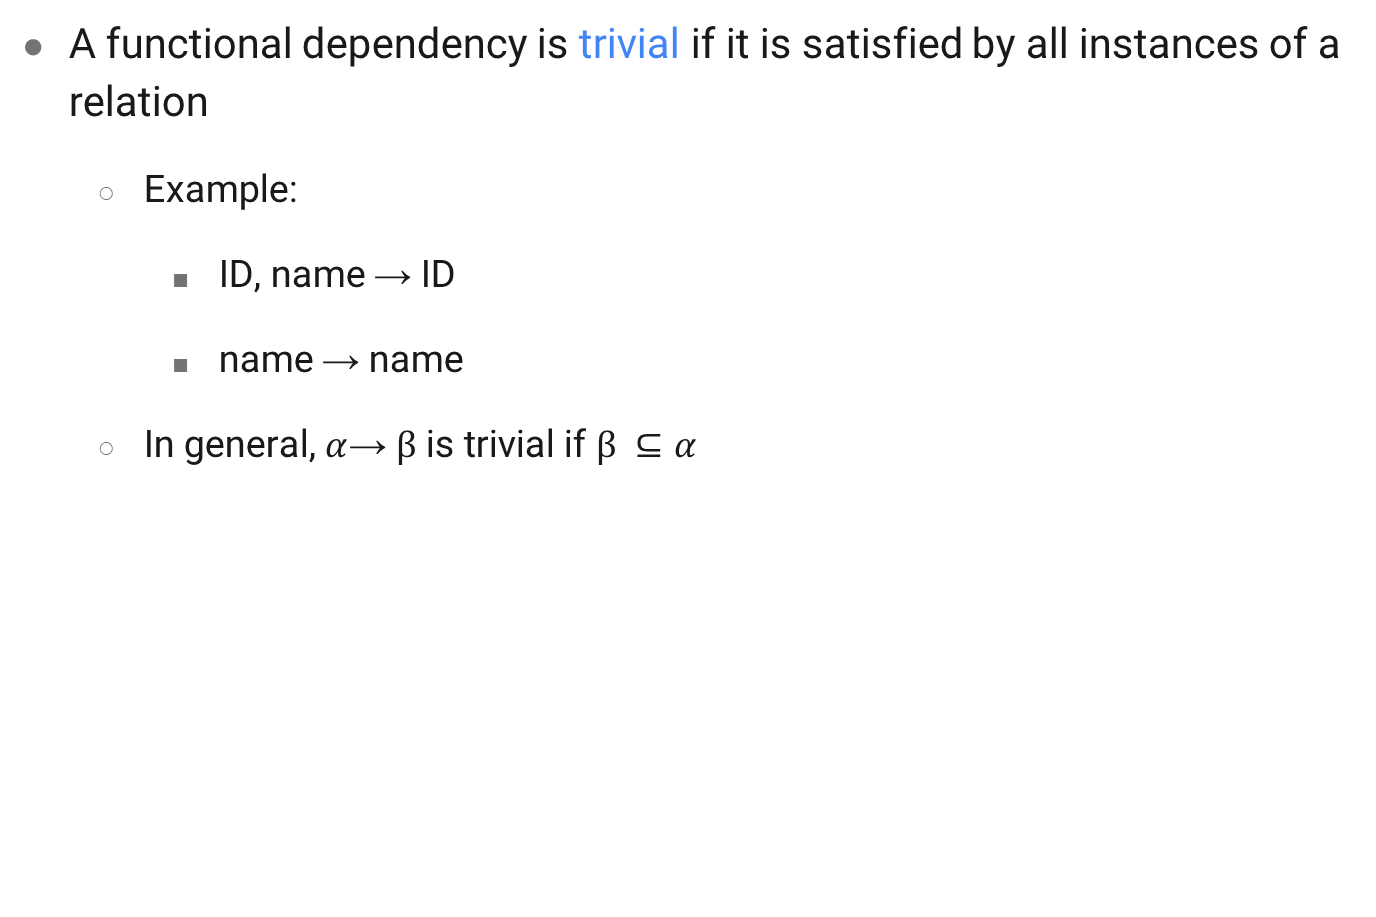 ● A functional dependency is trivial if it is satisfied by all instances of a
relation
○ Example:
■ ID, name → ID
■ name → name
○ In general, α→ β is trivial if β ⊆ α